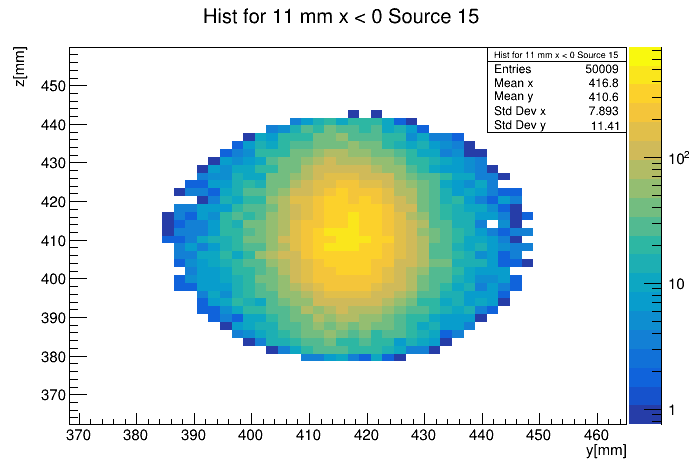 Hist for 11 mm x < 0 Source 15
z[mm]
Hist for 11 mm x < 0 Source 15
Entries 50009
Mean x 416.8
Mean y 410.6
Std Dev x 7.893
Std Dev y 11.41
450
440
430
420
410
400
390
380
370
10²
10
1
370 380 390 400 410 420 430 440 450 460
y[mm]